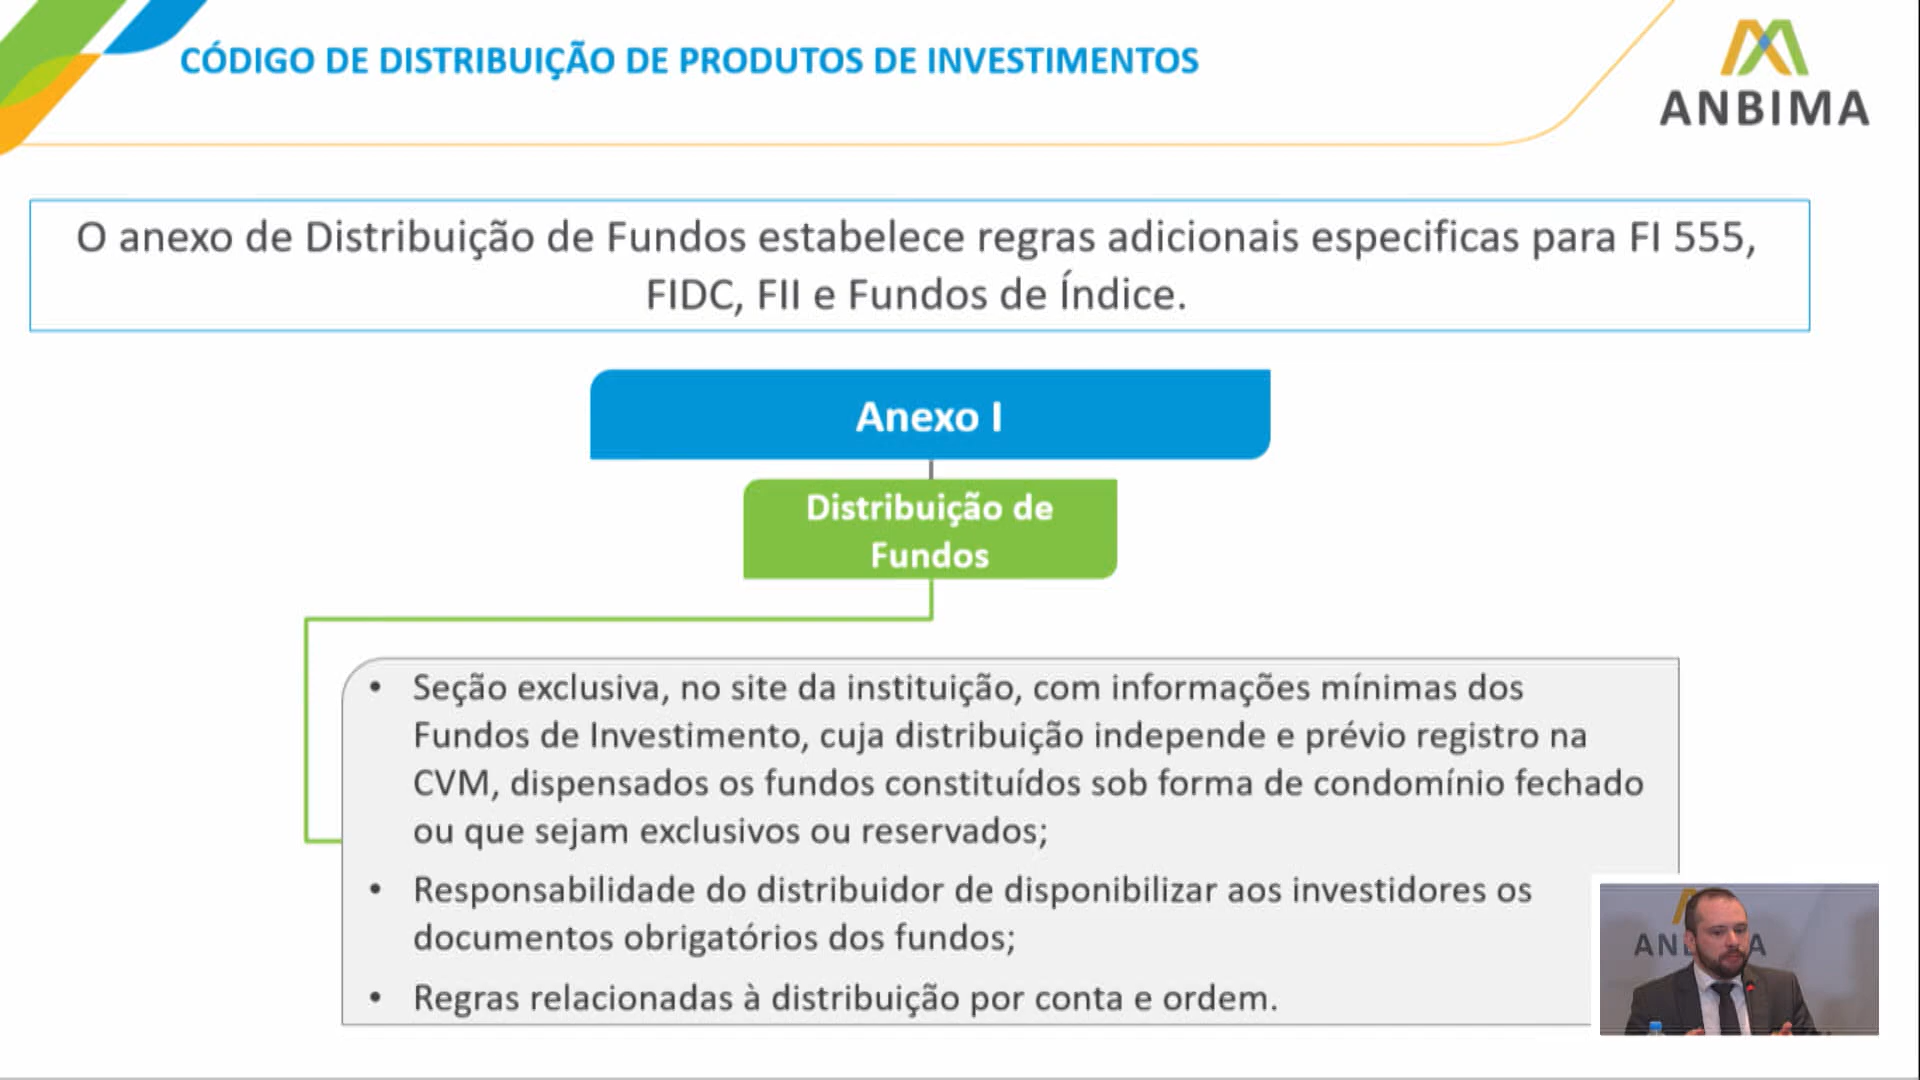 CÓDIGO DE DISTRIBUIÇÃO DE PRODUTOS DE INVESTIMENTOS
ANBIMA
O anexo de Distribuição de Fundos estabelece regras adicionais especificas para FI 555,
FIDC, FII e Fundos de Índice.
Anexo I
Distribuição de
Fundos
• Seção exclusiva, no site da instituição, com informações mínimas dos
Fundos de Investimento, cuja distribuição independe e prévio registro na
CVM, dispensados os fundos constituídos sob forma de condomínio fechado
ou que sejam exclusivos ou reservados;
• Responsabilidade do distribuidor de disponibilizar aos investidores os
documentos obrigatórios dos fundos;
• Regras relacionadas à distribuição por conta e ordem.